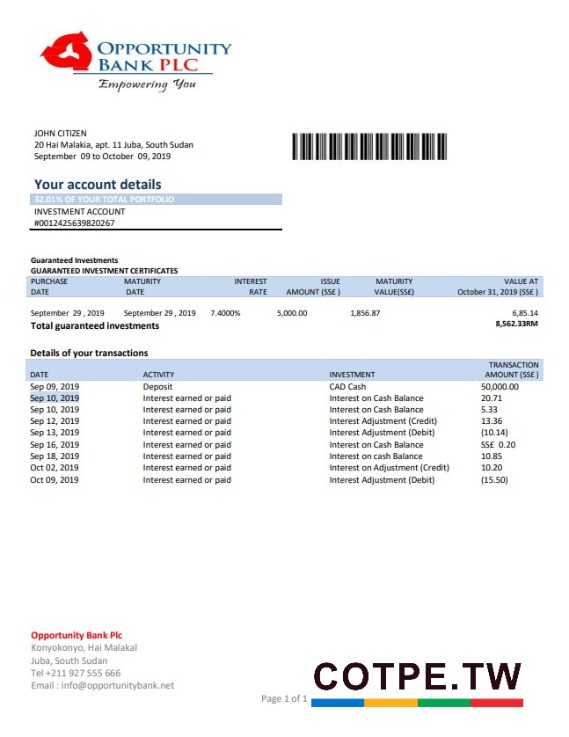 OPPORTUNITY
BANK PLC
Empowering You
JOHN CITIZEN
20 Hai Malakia, apt. 11 Juba, South Sudan
September 09 to October 09, 2019
Your account details
32.01% OF YOUR TOTAL PORTFOLIO
INVESTMENT ACCOUNT
#0012425639820267
Guaranteed Investments
GUARANTEED INVESTMENT CERTIFICATES
PURCHASE DATE MATURITY DATE INTEREST RATE ISSUE AMOUNT (SS£ ) MATURITY VALUE(SS£) VALUE AT October 31, 2019 (SS£ )
September 29 , 2019 September 29 , 2019 7.4000% 5,000.00 1,856.87 6,85.14
Total guaranteed investments 8,562.33RM
Details of your transactions
DATE ACTIVITY INVESTMENT TRANSACTION AMOUNT (SS£ )
Sep 09, 2019 Deposit CAD Cash 50,000.00
Sep 10, 2019 Interest earned or paid Interest on Cash Balance 20.71
Sep 10, 2019 Interest earned or paid Interest on Cash Balance 5.33
Sep 12, 2019 Interest earned or paid Interest Adjustment (Credit) 13.36
Sep 13, 2019 Interest earned or paid Interest Adjustment (Debit) (10.14)
Sep 16, 2019 Interest earned or paid Interest on Cash Balance SS£ 0.20
Sep 18, 2019 Interest earned or paid Interest on cash Balance 10.85
Oct 02, 2019 Interest earned or paid Interest on Adjustment (Credit) 10.20
Oct 09, 2019 Interest earned or paid Interest Adjustment (Debit) (15.50)
Opportunity Bank Plc
Konyokonyo, Hai Malakal
Juba, South Sudan
Tel +211 927 555 666
Email : info@opportunitybank.net
Page 1 of 1
COTPE.TW